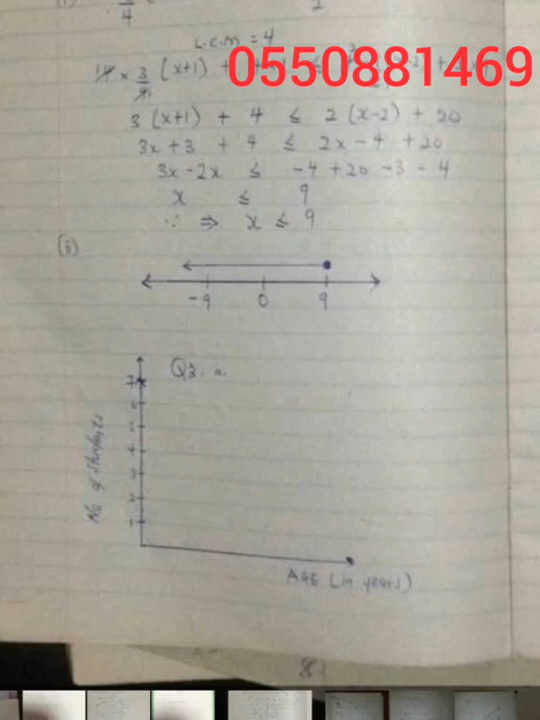 L.C.M = 4
3/4 (x+1)
0550881469
3 (x+1) + 4 ≤ 2 (x-2) + 20
3x + 3 + 4 ≤ 2x - 4 + 20
3x - 2x ≤ -4 + 20 - 3 - 4
x ≤ 9
∵ ⇒ x ≤ 9
(ii)
-9 0 9
Q3. a.
7
6
5
4
3
2
1
No of students
AGE (in years)